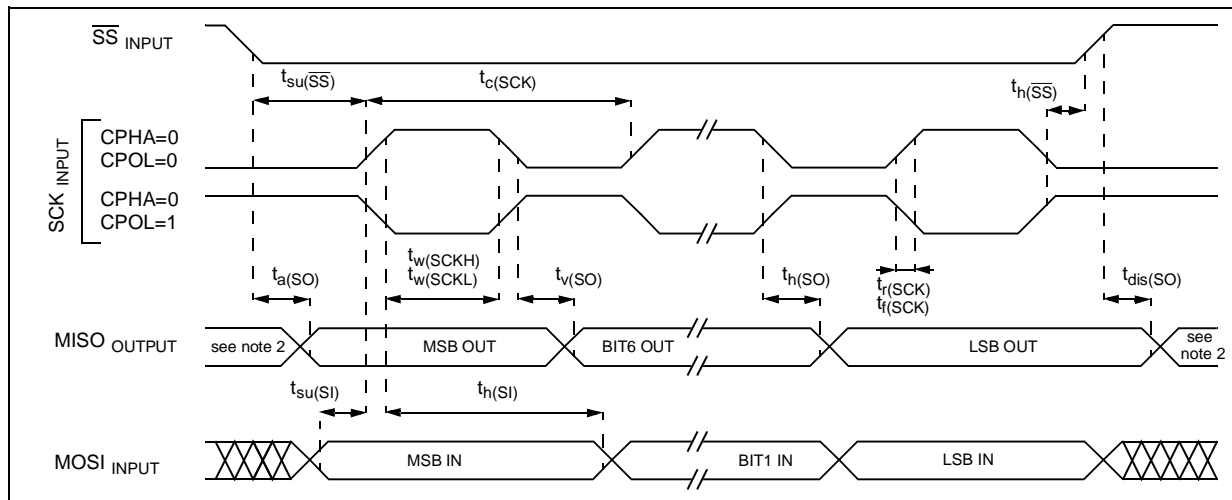 SS INPUT
tsu(SS)
tc(SCK)
th(SS)
SCK INPUT
CPHA=0
CPOL=0
CPHA=0
CPOL=1
ta(SO)
tw(SCKH)
tw(SCKL)
tv(SO)
th(SO)
tr(SCK)
tf(SCK)
tdis(SO)
MISO OUTPUT
see note 2
MSB OUT
BIT6 OUT
LSB OUT
see
note 2
tsu(SI)
th(SI)
MOSI INPUT
MSB IN
BIT1 IN
LSB IN